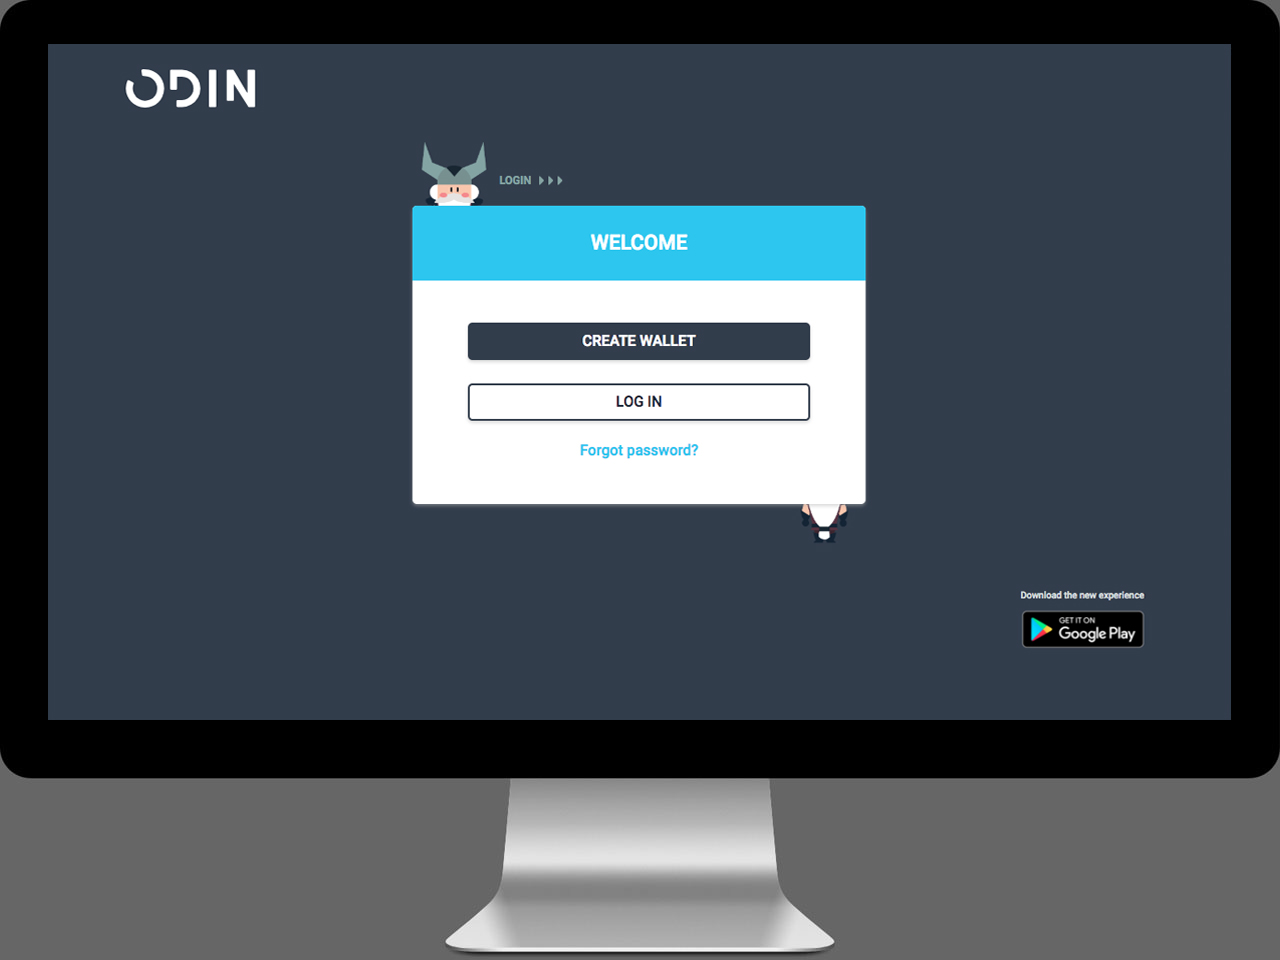 ODIN
LOGIN
WELCOME
CREATE WALLET
LOG IN
Forgot password?
Download the new experience
GET IT ON
Google Play